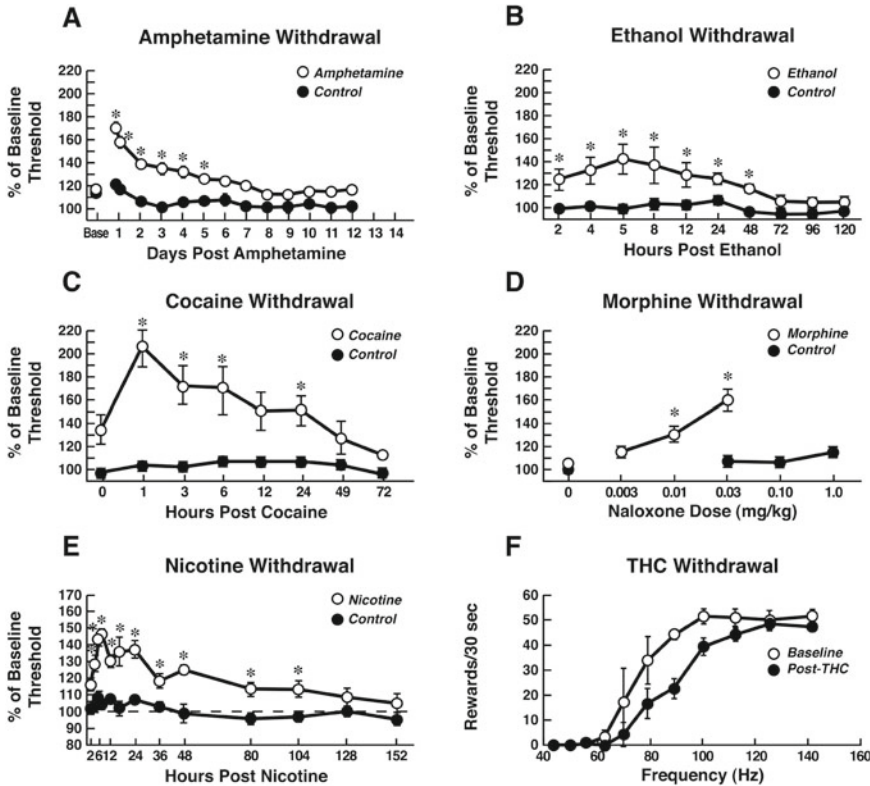 A
Amphetamine Withdrawal
% of Baseline
Threshold
220
200
180
160
140
120
100
Amphetamine
Control
* * * * * *
Base 1 2 3 4 5 6 7 8 9 10 11 12 13 14
Days Post Amphetamine
B
Ethanol Withdrawal
% of Baseline
Threshold
220
200
180
160
140
120
100
Ethanol
Control
* * * * * * *
2 4 5 8 12 24 48 72 96 120
Hours Post Ethanol
C
Cocaine Withdrawal
% of Baseline
Threshold
220
200
180
160
140
120
100
Cocaine
Control
* * * *
0 1 3 6 12 24 49 72
Hours Post Cocaine
D
Morphine Withdrawal
% of Baseline
Threshold
220
200
180
160
140
120
100
Morphine
Control
* *
0 0.003 0.01 0.03 0.10 1.0
Naloxone Dose (mg/kg)
E
Nicotine Withdrawal
% of Baseline
Threshold
170
160
150
140
130
120
110
100
90
80
Nicotine
Control
* * * * * * * * * *
2 6 12 24 36 48 80 104 128 152
Hours Post Nicotine
F
THC Withdrawal
Rewards/30 sec
60
50
40
30
20
10
0
Baseline
Post-THC
40 60 80 100 120 140 160
Frequency (Hz)